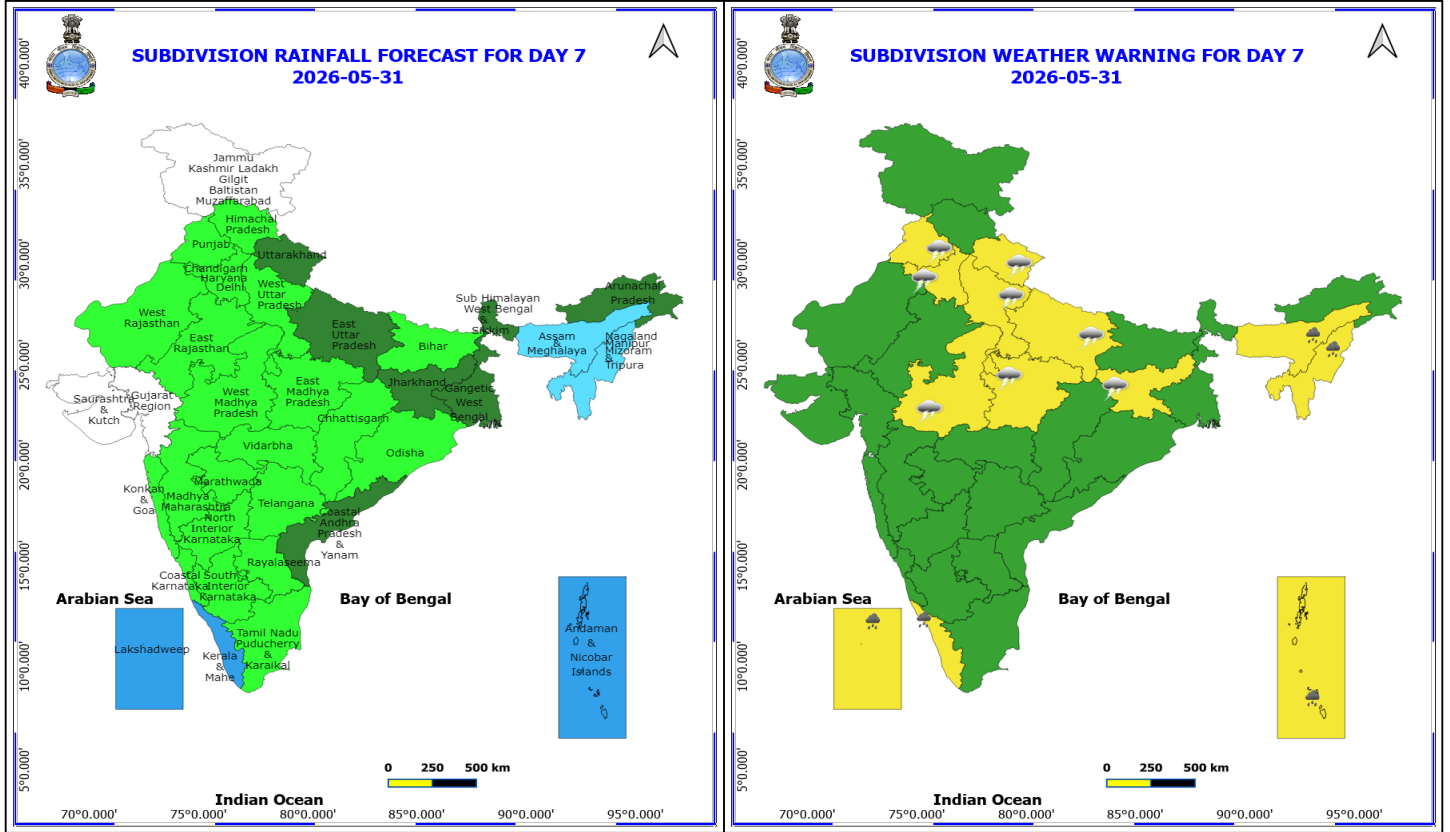 SUBDIVISION RAINFALL FORECAST FOR DAY 7
2026-05-31
40°0.000'
35°0.000'
30°0.000'
25°0.000'
20°0.000'
15°0.000'
10°0.000'
5°0.000'
Jammu
Kashmir Ladakh
Gilgit
Baltistan
Muzaffarabad
Himachal
Pradesh
Punjab
Uttarakhand
Chandigarh
Haryana
Delhi
West
Uttar
Pradesh
Arunachal
Pradesh
Sub Himalayan
West Bengal
&
Sikkim
West
Rajasthan
East
Rajasthan
East
Uttar
Pradesh
Bihar
Assam
&
Meghalaya
Nagaland
Manipur
Mizoram
&
Tripura
Saurashtra
&
Kutch
Gujarat
Region
West
Madhya
Pradesh
East
Madhya
Pradesh
Jharkhand
Gangetic
West
Bengal
Chhattisgarh
Vidarbha
Odisha
Konkan
&
Goa
Marathwada
Madhya
Maharashtra
North
Interior
Karnataka
Telangana
Coastal
Andhra
Pradesh
&
Yanam
Rayalaseema
Coastal
Karnataka
South
Interior
Karnataka
Arabian Sea
Bay of Bengal
Lakshadweep
Kerala
&
Mahe
Tamil Nadu
Puducherry
&
Karaikal
Andaman
&
Nicobar
Islands
0 250 500 km
Indian Ocean
70°0.000' 75°0.000' 80°0.000' 85°0.000' 90°0.000' 95°0.000'
SUBDIVISION WEATHER WARNING FOR DAY 7
2026-05-31
40°0.000'
35°0.000'
30°0.000'
25°0.000'
20°0.000'
15°0.000'
10°0.000'
5°0.000'
Arabian Sea
Bay of Bengal
0 250 500 km
Indian Ocean
70°0.000' 75°0.000' 80°0.000' 85°0.000' 90°0.000' 95°0.000'